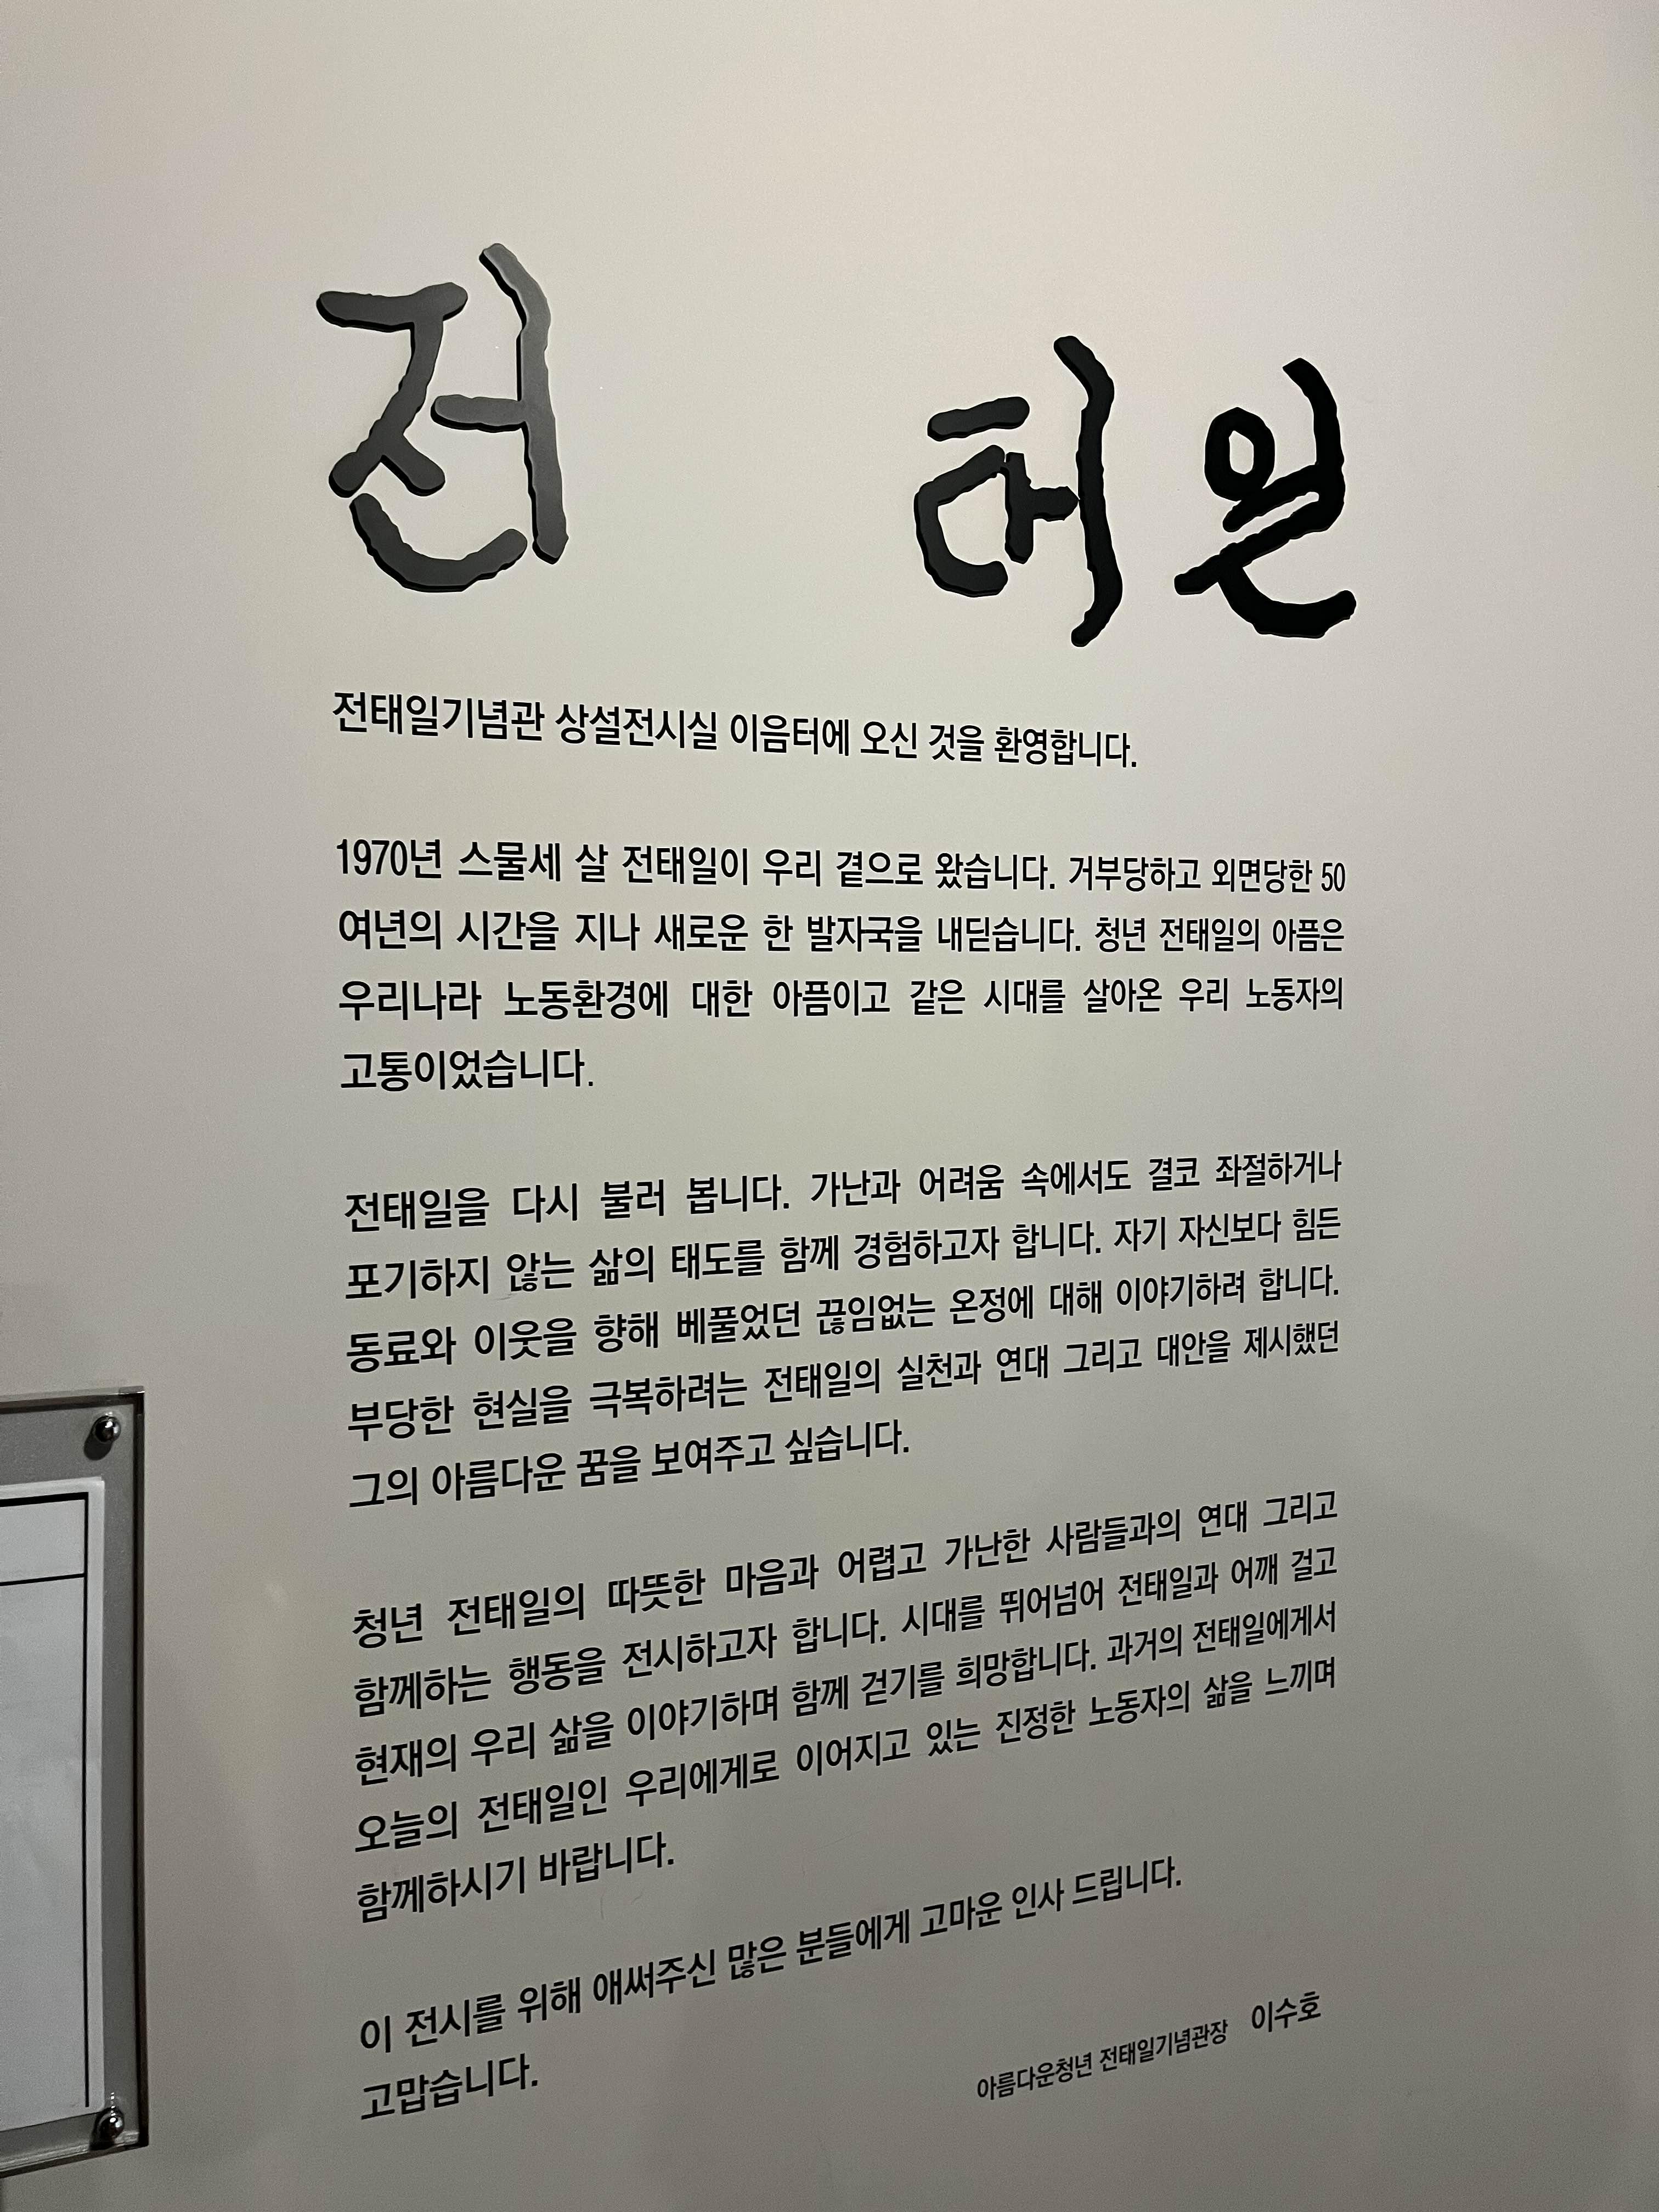 전 태일
전태일기념관 상설전시실 이음터에 오신 것을 환영합니다.
1970년 스물세 살 전태일이 우리 곁으로 왔습니다. 거부당하고 외면당한 50
여년의 시간을 지나 새로운 한 발자국을 내딛습니다. 청년 전태일의 아픔은
우리나라 노동환경에 대한 아픔이고 같은 시대를 살아온 우리 노동자의
고통이었습니다.
전태일을 다시 불러 봅니다. 가난과 어려움 속에서도 결코 좌절하거나
포기하지 않는 삶의 태도를 함께 경험하고자 합니다. 자기 자신보다 힘든
동료와 이웃을 향해 베풀었던 끊임없는 온정에 대해 이야기하려 합니다.
부당한 현실을 극복하려는 전태일의 실천과 연대 그리고 대안을 제시했던
그의 아름다운 꿈을 보여주고 싶습니다.
청년 전태일의 따뜻한 마음과 어렵고 가난한 사람들과의 연대 그리고
함께하는 행동을 전시하고자 합니다. 시대를 뛰어넘어 전태일과 어깨 걸고
현재의 우리 삶을 이야기하며 함께 걷기를 희망합니다. 과거의 전태일에게서
오늘의 전태일인 우리에게로 이어지고 있는 진정한 노동자의 삶을 느끼며
함께하시기 바랍니다.
이 전시를 위해 애써주신 많은 분들에게 고마운 인사 드립니다.
고맙습니다.
아름다운청년 전태일기념관장 이수호